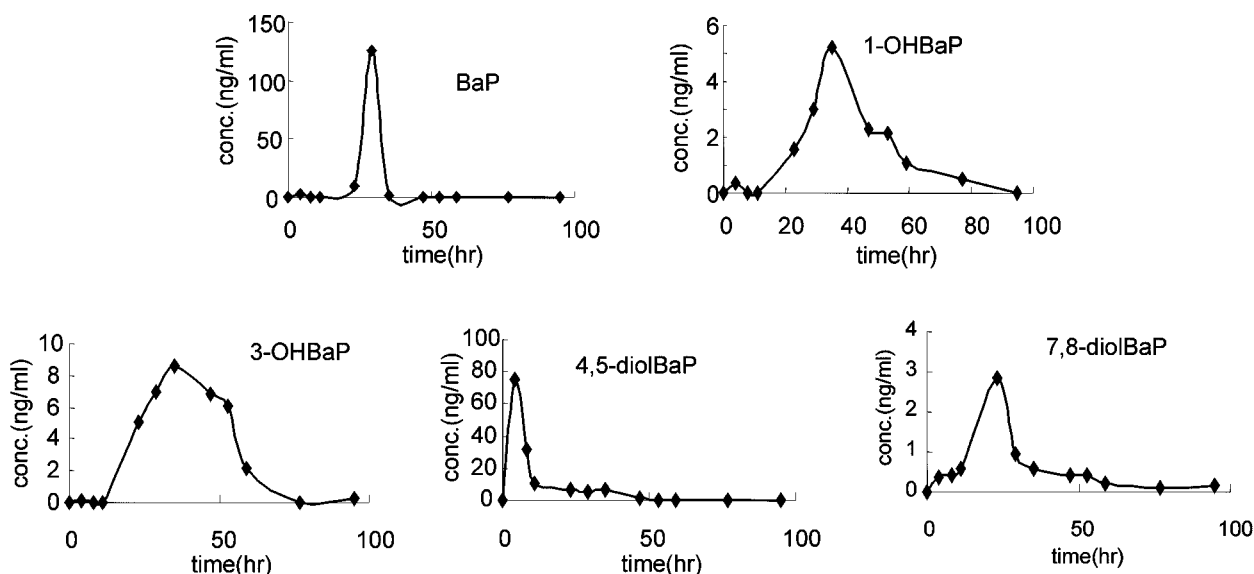 BaP
conc.(ng/ml)
150
100
50
0
0 50 100
time(hr)
1-OHBaP
conc.(ng/ml)
6
4
2
0
0 20 40 60 80 100
time(hr)
3-OHBaP
conc.(ng/ml)
10
8
6
4
2
0
0 50 100
time(hr)
4,5-diolBaP
conc.(ng/ml)
100
80
60
40
20
0
0 50 100
time(hr)
7,8-diolBaP
conc.(ng/ml)
4
3
2
1
0
0 50 100
time(hr)